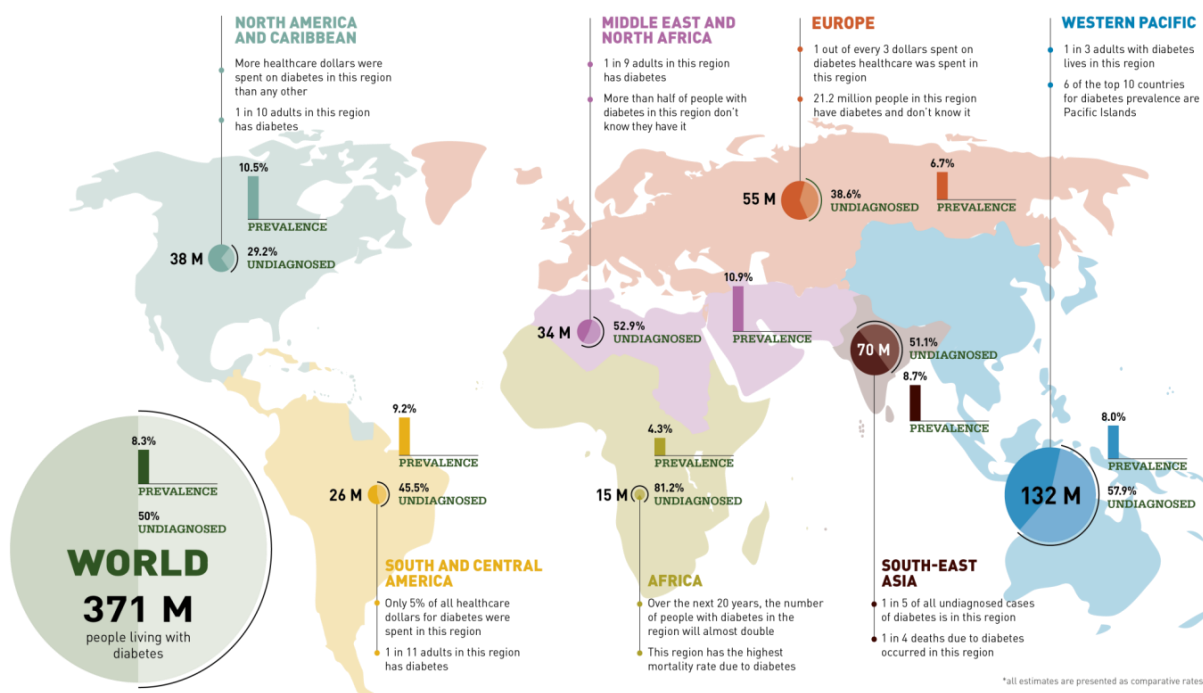 NORTH AMERICA
AND CARIBBEAN
More healthcare dollars were
spent on diabetes in this region
than any other
1 in 10 adults in this region
has diabetes
10.5%
PREVALENCE
38 M
29.2%
UNDIAGNOSED
MIDDLE EAST AND
NORTH AFRICA
1 in 9 adults in this region
has diabetes
More than half of people with
diabetes in this region don't
know they have it
10.9%
PREVALENCE
34 M
52.9%
UNDIAGNOSED
EUROPE
1 out of every 3 dollars spent on
diabetes healthcare was spent in
this region
21.2 million people in this region
have diabetes and don't know it
6.7%
PREVALENCE
55 M
38.6%
UNDIAGNOSED
WESTERN PACIFIC
1 in 3 adults with diabetes
lives in this region
6 of the top 10 countries
for diabetes prevalence are
Pacific Islands
8.0%
PREVALENCE
132 M
57.9%
UNDIAGNOSED
70 M
51.1%
UNDIAGNOSED
8.7%
PREVALENCE
SOUTH-EAST
ASIA
1 in 5 of all undiagnosed cases
of diabetes is in this region
1 in 4 deaths due to diabetes
occurred in this region
4.3%
PREVALENCE
15 M
81.2%
UNDIAGNOSED
AFRICA
Over the next 20 years, the number
of people with diabetes in the
region will almost double
This region has the highest
mortality rate due to diabetes
9.2%
PREVALENCE
26 M
45.5%
UNDIAGNOSED
SOUTH AND CENTRAL
AMERICA
Only 5% of all healthcare
dollars for diabetes were
spent in this region
1 in 11 adults in this region
has diabetes
8.3%
PREVALENCE
50%
UNDIAGNOSED
WORLD
371 M
people living with
diabetes
*all estimates are presented as comparative rates